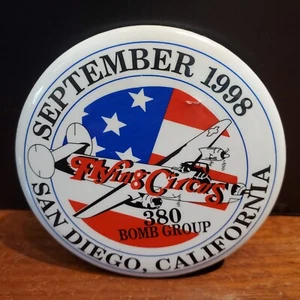 SEPTEMBER 1998
Flying Circus
380
BOMB GROUP
SAN DIEGO, CALIFORNIA